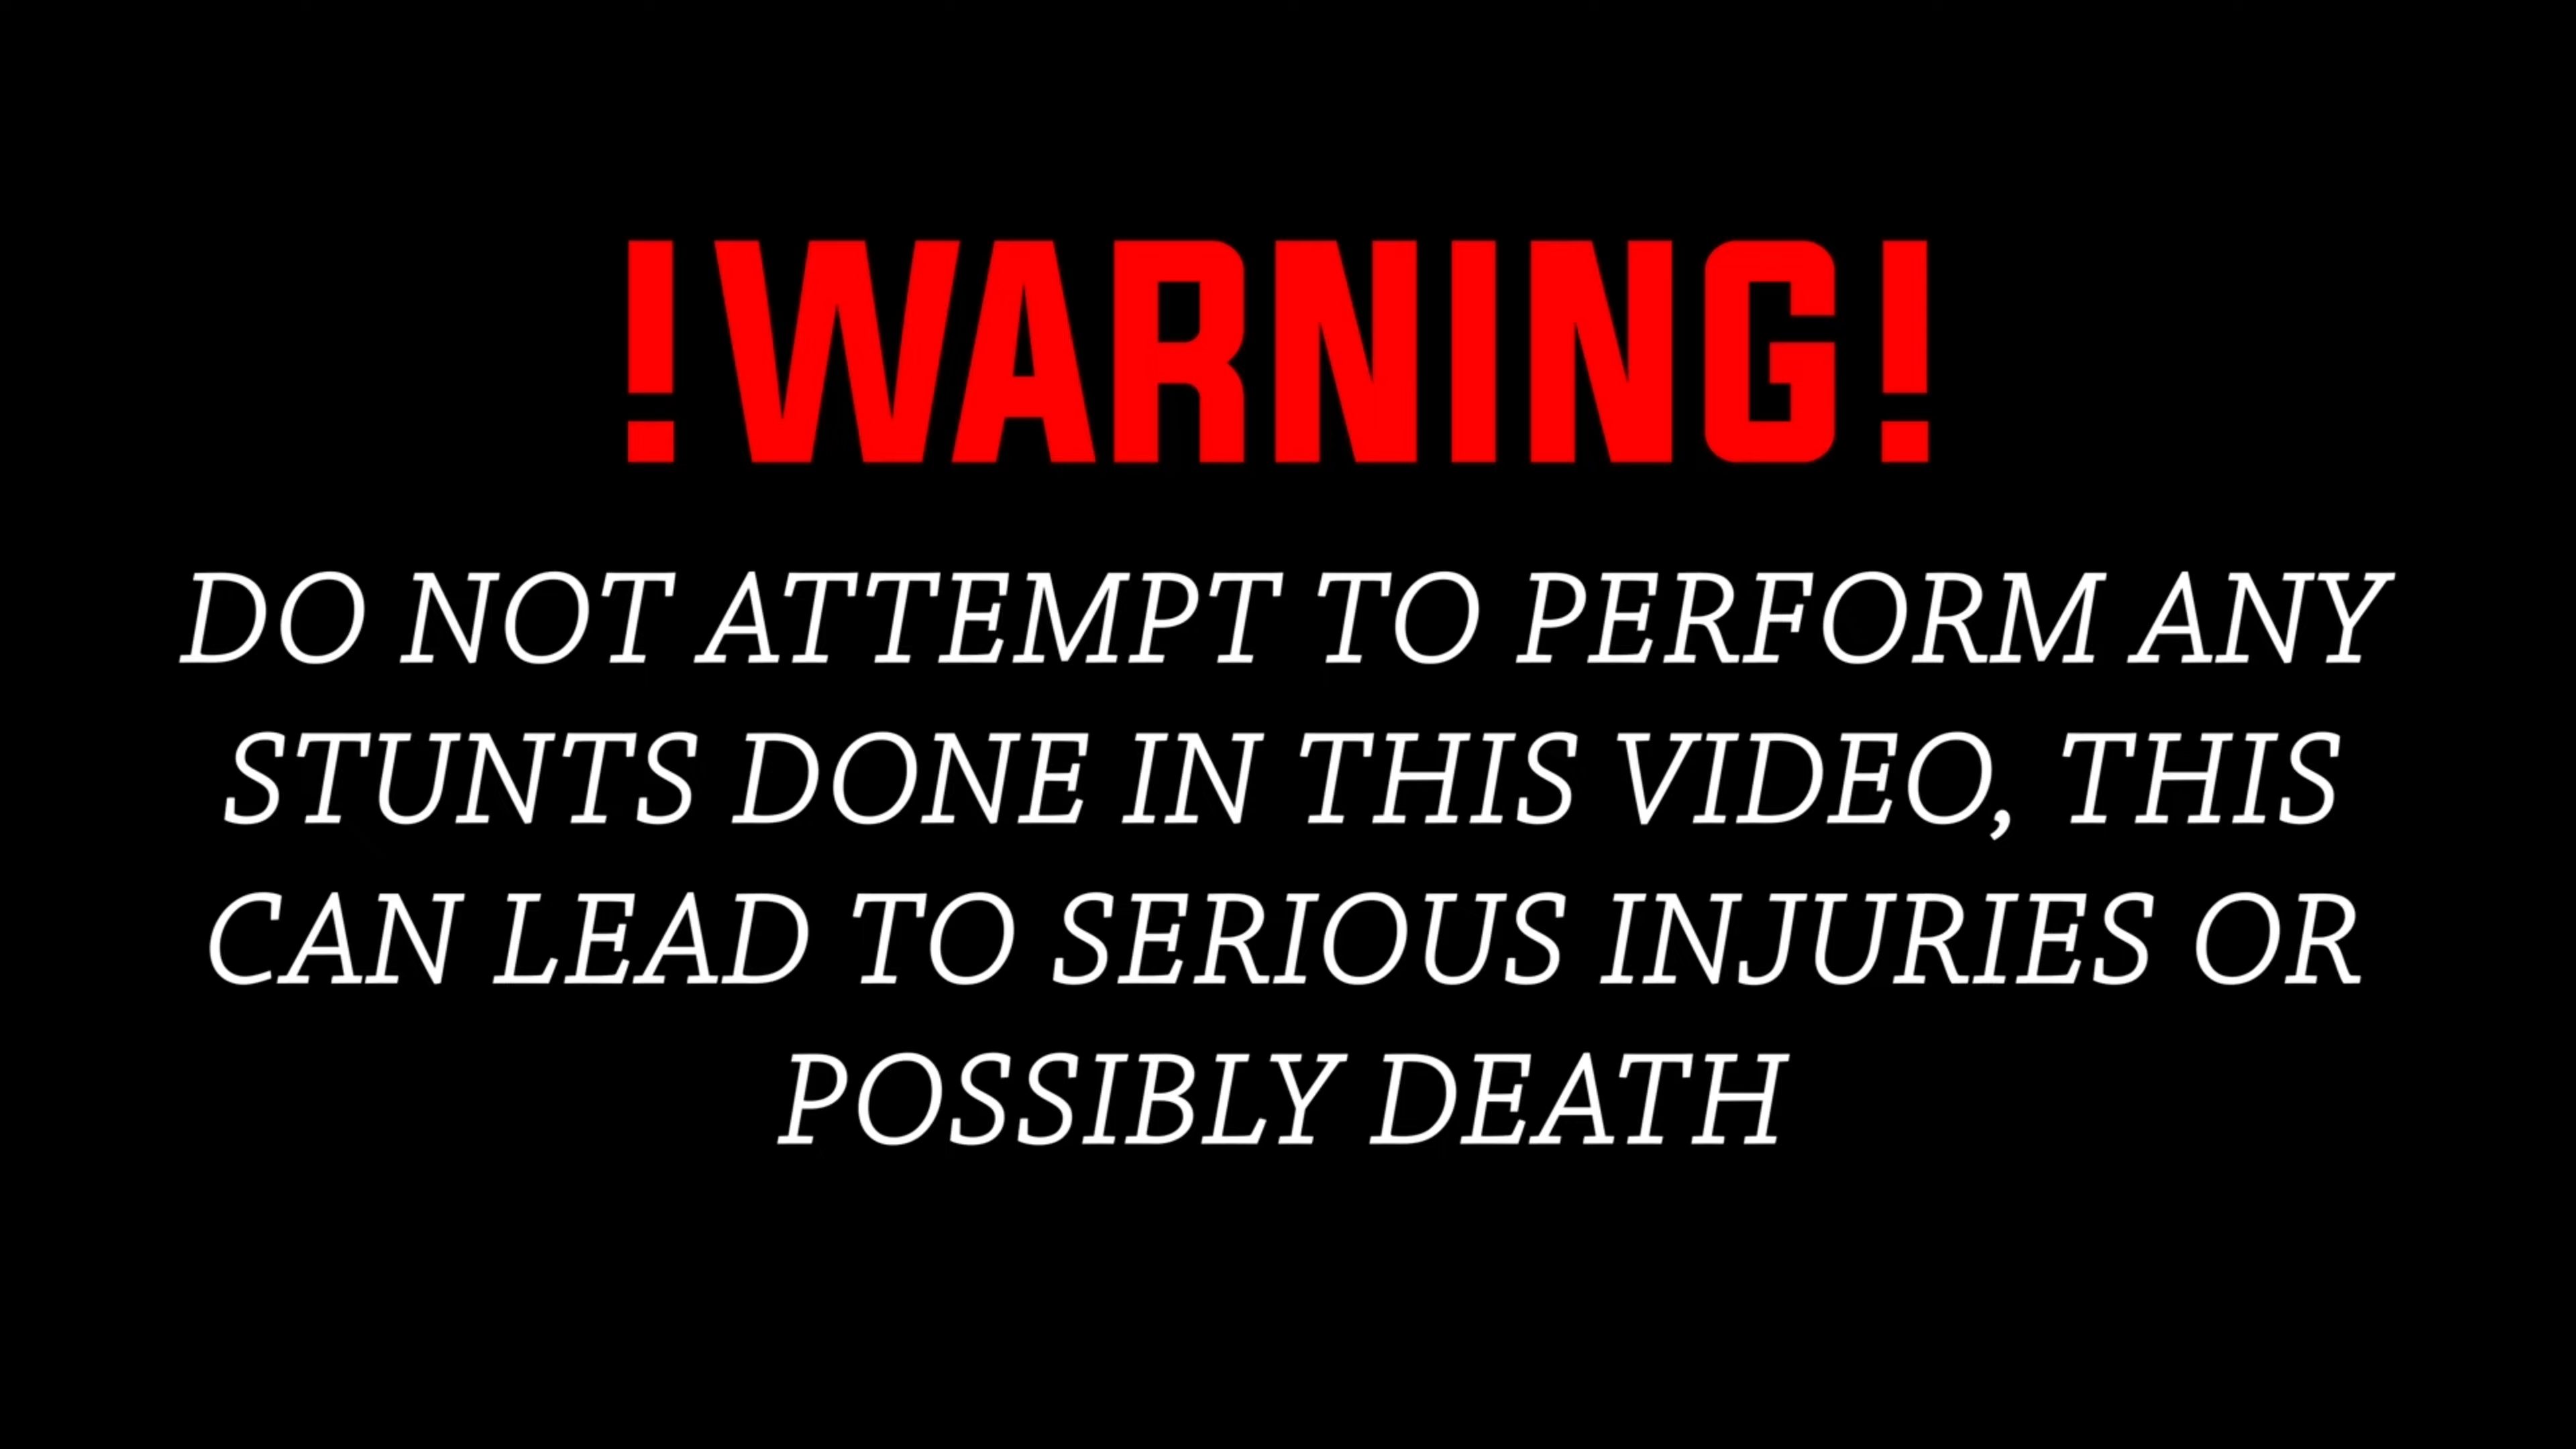 !WARNING!
DO NOT ATTEMPT TO PERFORM ANY
STUNTS DONE IN THIS VIDEO, THIS
CAN LEAD TO SERIOUS INJURIES OR
POSSIBLY DEATH